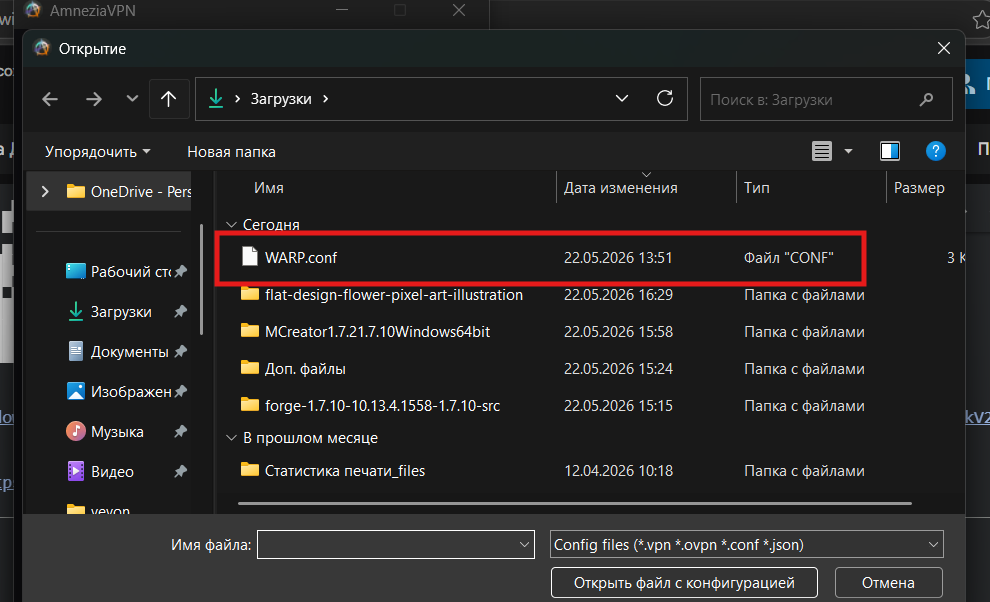 AmneziaVPN
Открытие
Загрузки
Поиск в: Загрузки
Упорядочить
Новая папка
?
Имя Дата изменения Тип Размер
OneDrive - Pers
Сегодня
WARP.conf 22.05.2026 13:51 Файл "CONF" 3 К
flat-design-flower-pixel-art-illustration 22.05.2026 16:29 Папка с файлами
MCreator1.7.21.7.10Windows64bit 22.05.2026 15:58 Папка с файлами
Доп. файлы 22.05.2026 15:24 Папка с файлами
forge-1.7.10-10.13.4.1558-1.7.10-src 22.05.2026 15:15 Папка с файлами
В прошлом месяце
Статистика печати_files 12.04.2026 10:18 Папка с файлами
Рабочий сто
Загрузки
Документы
Изображен
Музыка
Видео
kV2
Имя файла:
Config files (*.vpn *.ovpn *.conf *.json)
Открыть файл с конфигурацией
Отмена